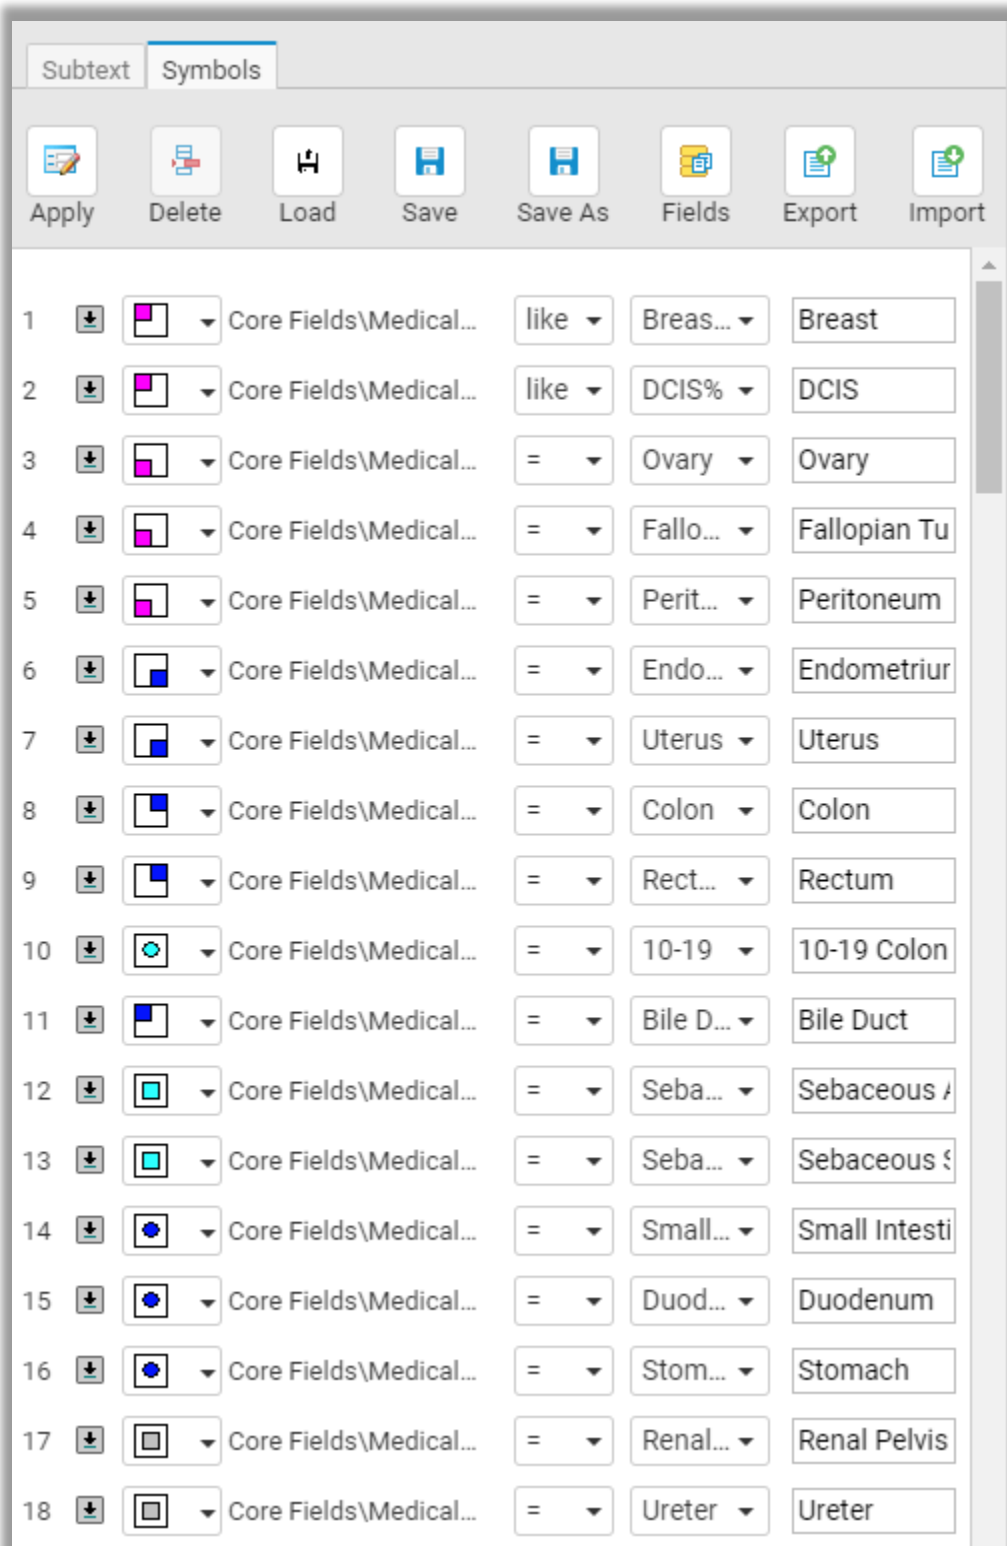 Subtext Symbols
Apply Delete Load Save Save As Fields Export Import
1 Core Fields\Medical... like Breas... Breast
2 Core Fields\Medical... like DCIS% DCIS
3 Core Fields\Medical... = Ovary Ovary
4 Core Fields\Medical... = Fallo... Fallopian Tu
5 Core Fields\Medical... = Perit... Peritoneum
6 Core Fields\Medical... = Endo... Endometriur
7 Core Fields\Medical... = Uterus Uterus
8 Core Fields\Medical... = Colon Colon
9 Core Fields\Medical... = Rect... Rectum
10 Core Fields\Medical... = 10-19 10-19 Colon
11 Core Fields\Medical... = Bile D... Bile Duct
12 Core Fields\Medical... = Seba... Sebaceous A
13 Core Fields\Medical... = Seba... Sebaceous S
14 Core Fields\Medical... = Small... Small Intesti
15 Core Fields\Medical... = Duod... Duodenum
16 Core Fields\Medical... = Stom... Stomach
17 Core Fields\Medical... = Renal... Renal Pelvis
18 Core Fields\Medical... = Ureter Ureter